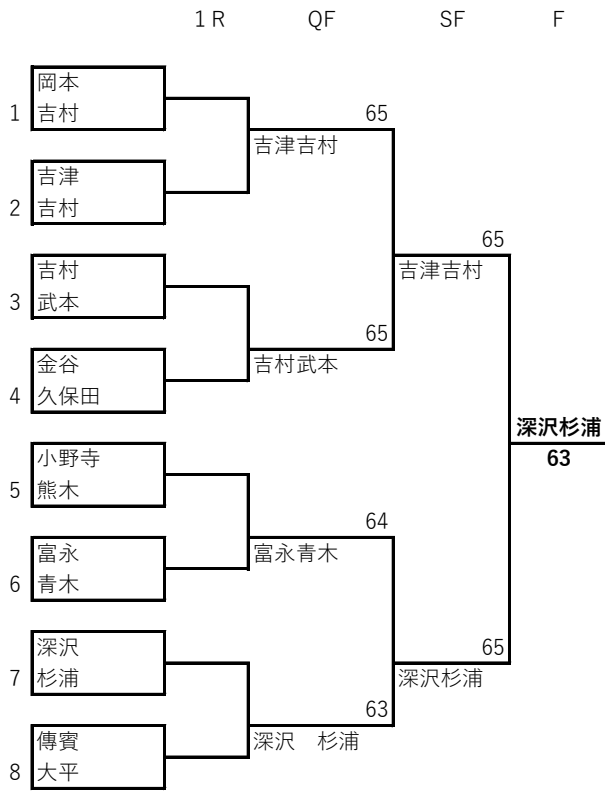 1 R QF SF F
岡本
1 吉村
65
吉津吉村
吉津
2 吉村
65
吉津吉村
吉村
3 武本
65
吉村武本
金谷
4 久保田
深沢杉浦
63
小野寺
5 熊木
64
富永青木
富永
6 青木
65
深沢杉浦
深沢
7 杉浦
63
深沢 杉浦
傳賓
8 大平